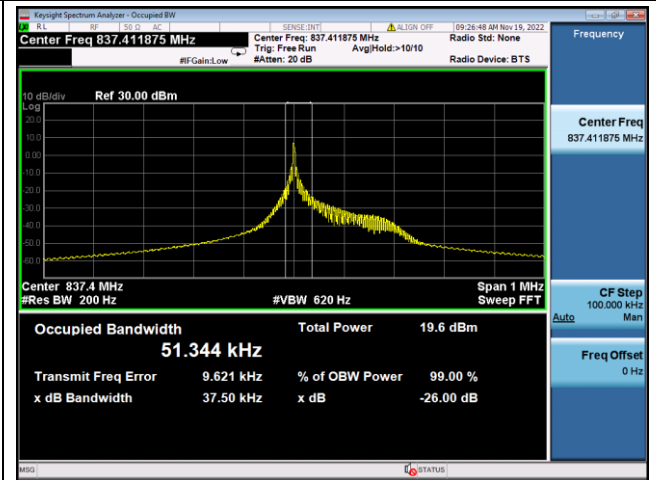 Keysight Spectrum Analyzer - Occupied BW
RL RF 50 Ω AC SENSE:INT ALIGN OFF 09:26:48 AM Nov 19, 2022
Center Freq 837.411875 MHz
Center Freq: 837.411875 MHz
Radio Std: None
Trig: Free Run Avg|Hold:>10/10
#IFGain:Low #Atten: 20 dB Radio Device: BTS
Frequency
10 dB/div Ref 30.00 dBm
Log
20.0
10.0
0.00
-10.0
-20.0
-30.0
-40.0
-50.0
-60.0
Center 837.4 MHz Span 1 MHz
#Res BW 200 Hz #VBW 620 Hz Sweep FFT
Center Freq
837.411875 MHz
CF Step
100.000 kHz
Auto Man
Freq Offset
0 Hz
Occupied Bandwidth Total Power 19.6 dBm
51.344 kHz
Transmit Freq Error 9.621 kHz % of OBW Power 99.00 %
x dB Bandwidth 37.50 kHz x dB -26.00 dB
MSG STATUS